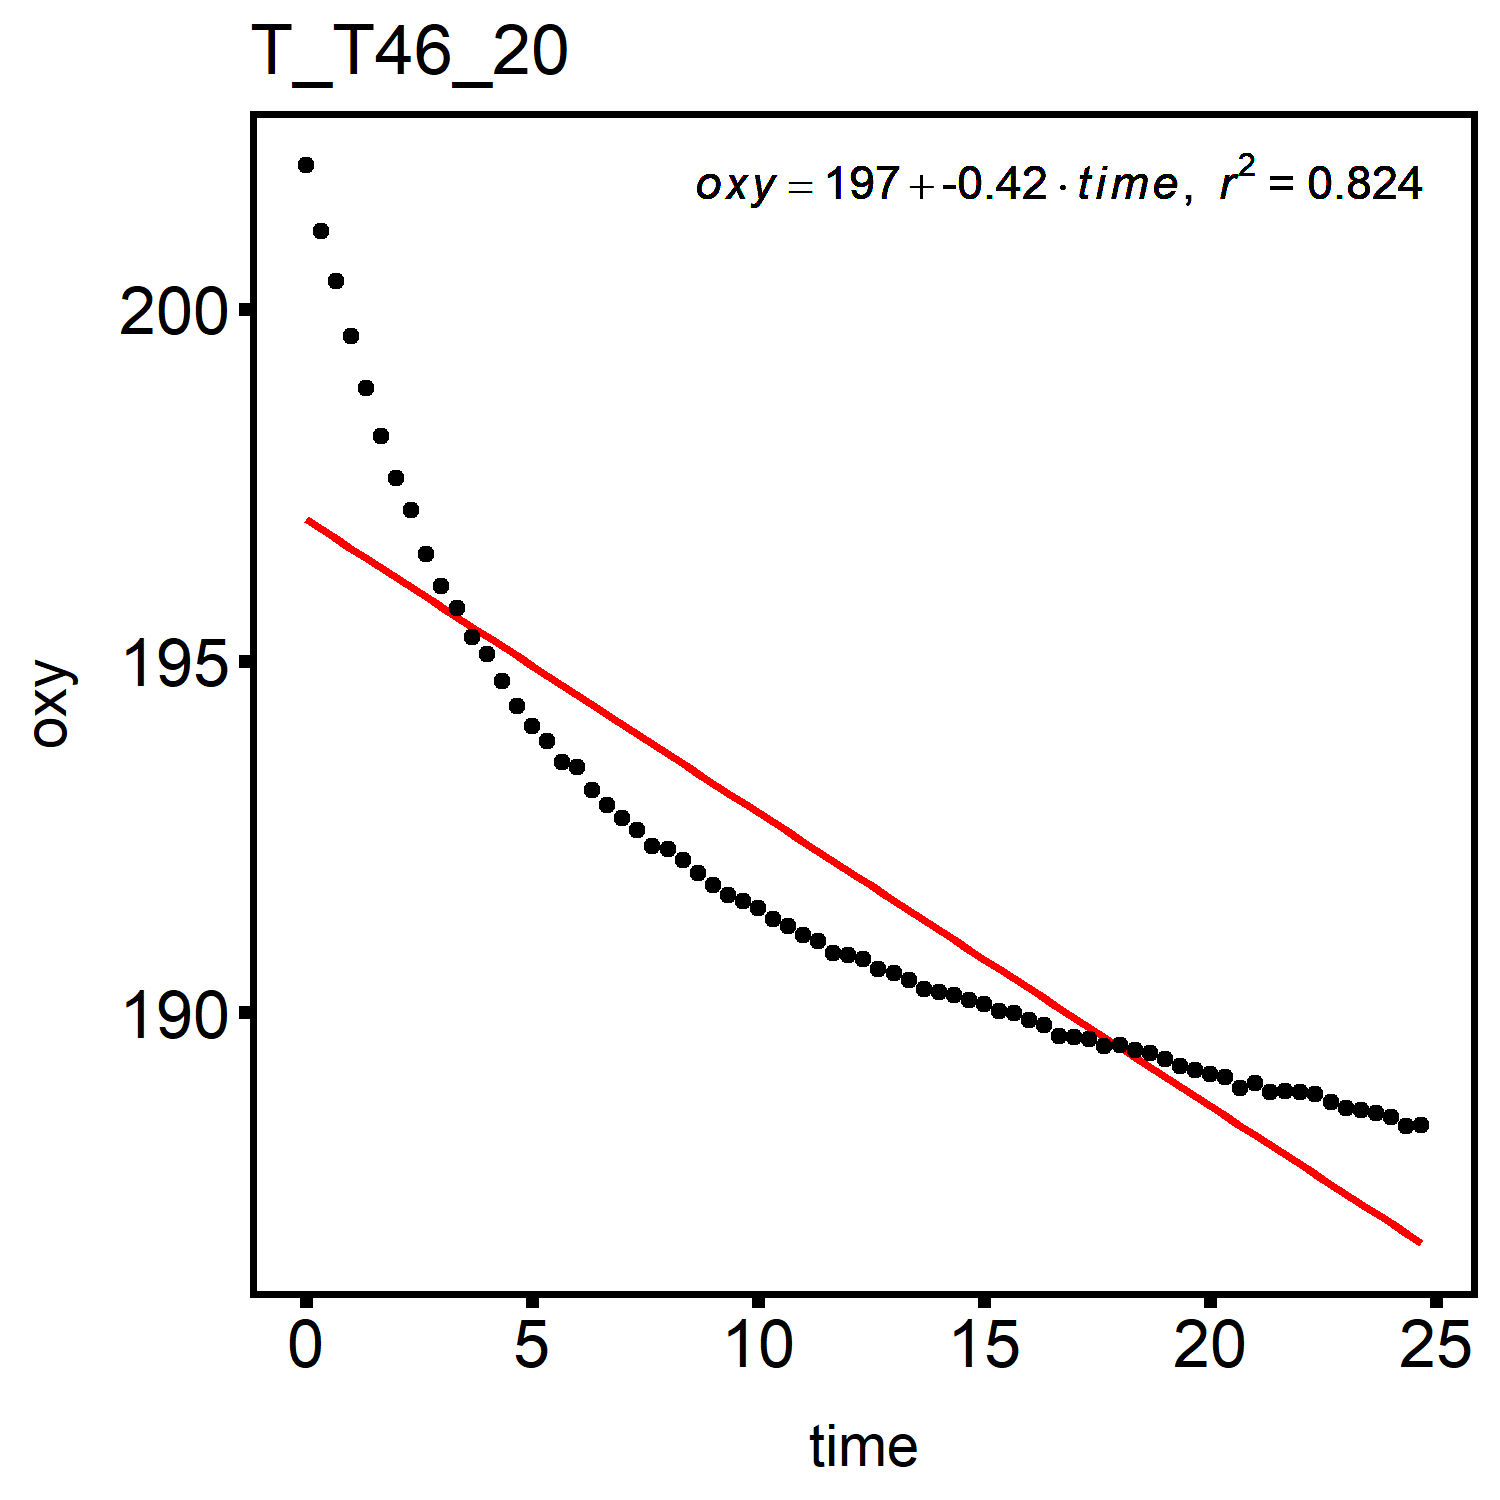 T_T46_20
oxy = 197 + -0.42 · time, r² = 0.824
200
195
190
oxy
0 5 10 15 20 25
time